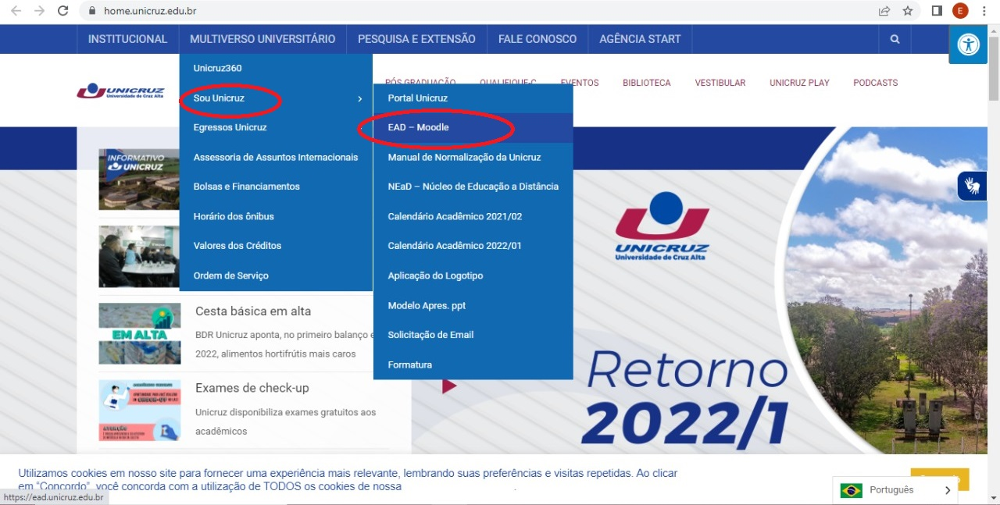 home.unicruz.edu.br
E
INSTITUCIONAL MULTIVERSO UNIVERSITÁRIO PESQUISA E EXTENSÃO FALE CONOSCO AGÊNCIA START
UNICRUZ
Universidade de Cruz Alta
PÓS GRADUAÇÃO QUALIFIQUE-C EVENTOS BIBLIOTECA VESTIBULAR UNICRUZ PLAY PODCASTS
Unicruz360
Sou Unicruz
Egressos Unicruz
Assessoria de Assuntos Internacionais
Bolsas e Financiamentos
Horário dos ônibus
Valores dos Créditos
Ordem de Serviço
Portal Unicruz
EAD – Moodle
Manual de Normalização da Unicruz
NEaD – Núcleo de Educação a Distância
Calendário Acadêmico 2021/02
Calendário Acadêmico 2022/01
Aplicação do Logotipo
Modelo Apres. ppt
Solicitação de Email
Formatura
INFORMATIVO
UNICRUZ
EM ALTA
Cesta básica em alta
BDR Unicruz aponta, no primeiro balanço e
2022, alimentos hortifrútis mais caros
CHECK-UP
ATENÇÃO
Exames de check-up
Unicruz disponibiliza exames gratuitos aos
acadêmicos
UNICRUZ
Universidade de Cruz Alta
Retorno
2022/1
Utilizamos cookies em nosso site para fornecer uma experiência mais relevante, lembrando suas preferências e visitas repetidas. Ao clicar
em “Concordo”, você concorda com a utilização de TODOS os cookies de nossa
https://ead.unicruz.edu.br
Português